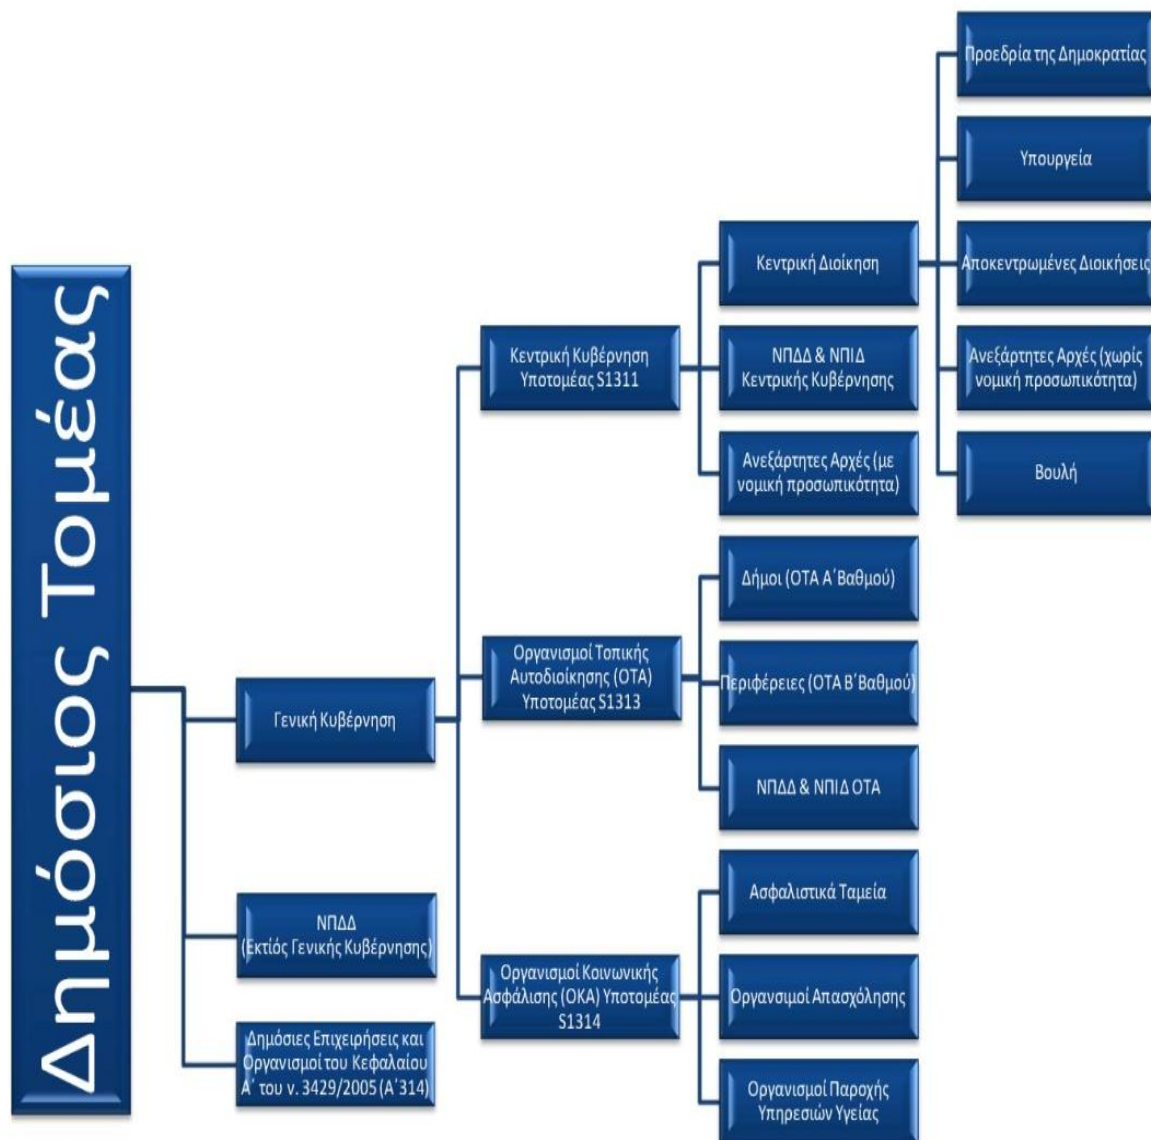 Δημόσιος Τομέας
Γενική Κυβέρνηση
ΝΠΔΔ
(Εκτίός Γενικής Κυβέρνησης)
Δημόσιες Επιχειρήσεις και
Οργανισμοί του Κεφαλαίου
Α΄ του ν. 3429/2005 (Α΄314)
Κεντρική Κυβέρνηση
Υποτομέας S1311
Οργανισμοί Τοπικής
Αυτοδιοίκησης (ΟΤΑ)
Υποτομέας S1313
Οργανισμοί Κοινωνικής
Ασφάλισης (ΟΚΑ) Υποτομέας
S1314
Κεντρική Διοίκηση
ΝΠΔΔ & ΝΠΙΔ
Κεντρικής Κυβέρνησης
Ανεξάρτητες Αρχές (με
νομική προσωπικότητα)
Δήμοι (ΟΤΑ Α΄Βαθμού)
Περιφέρειες (ΟΤΑ Β΄Βαθμού)
ΝΠΔΔ & ΝΠΙΔ ΟΤΑ
Ασφαλιστικά Ταμεία
Οργανσιμοί Απασχόλησης
Οργανισμοί Παροχής
Υπηρεσιών Υγείας
Προεδρία της Δημοκρατίας
Υπουργεία
Αποκεντρωμένες Διοικήσεις
Ανεξάρτητες Αρχές (χωρίς
νομική προσωπικότητα)
Βουλή